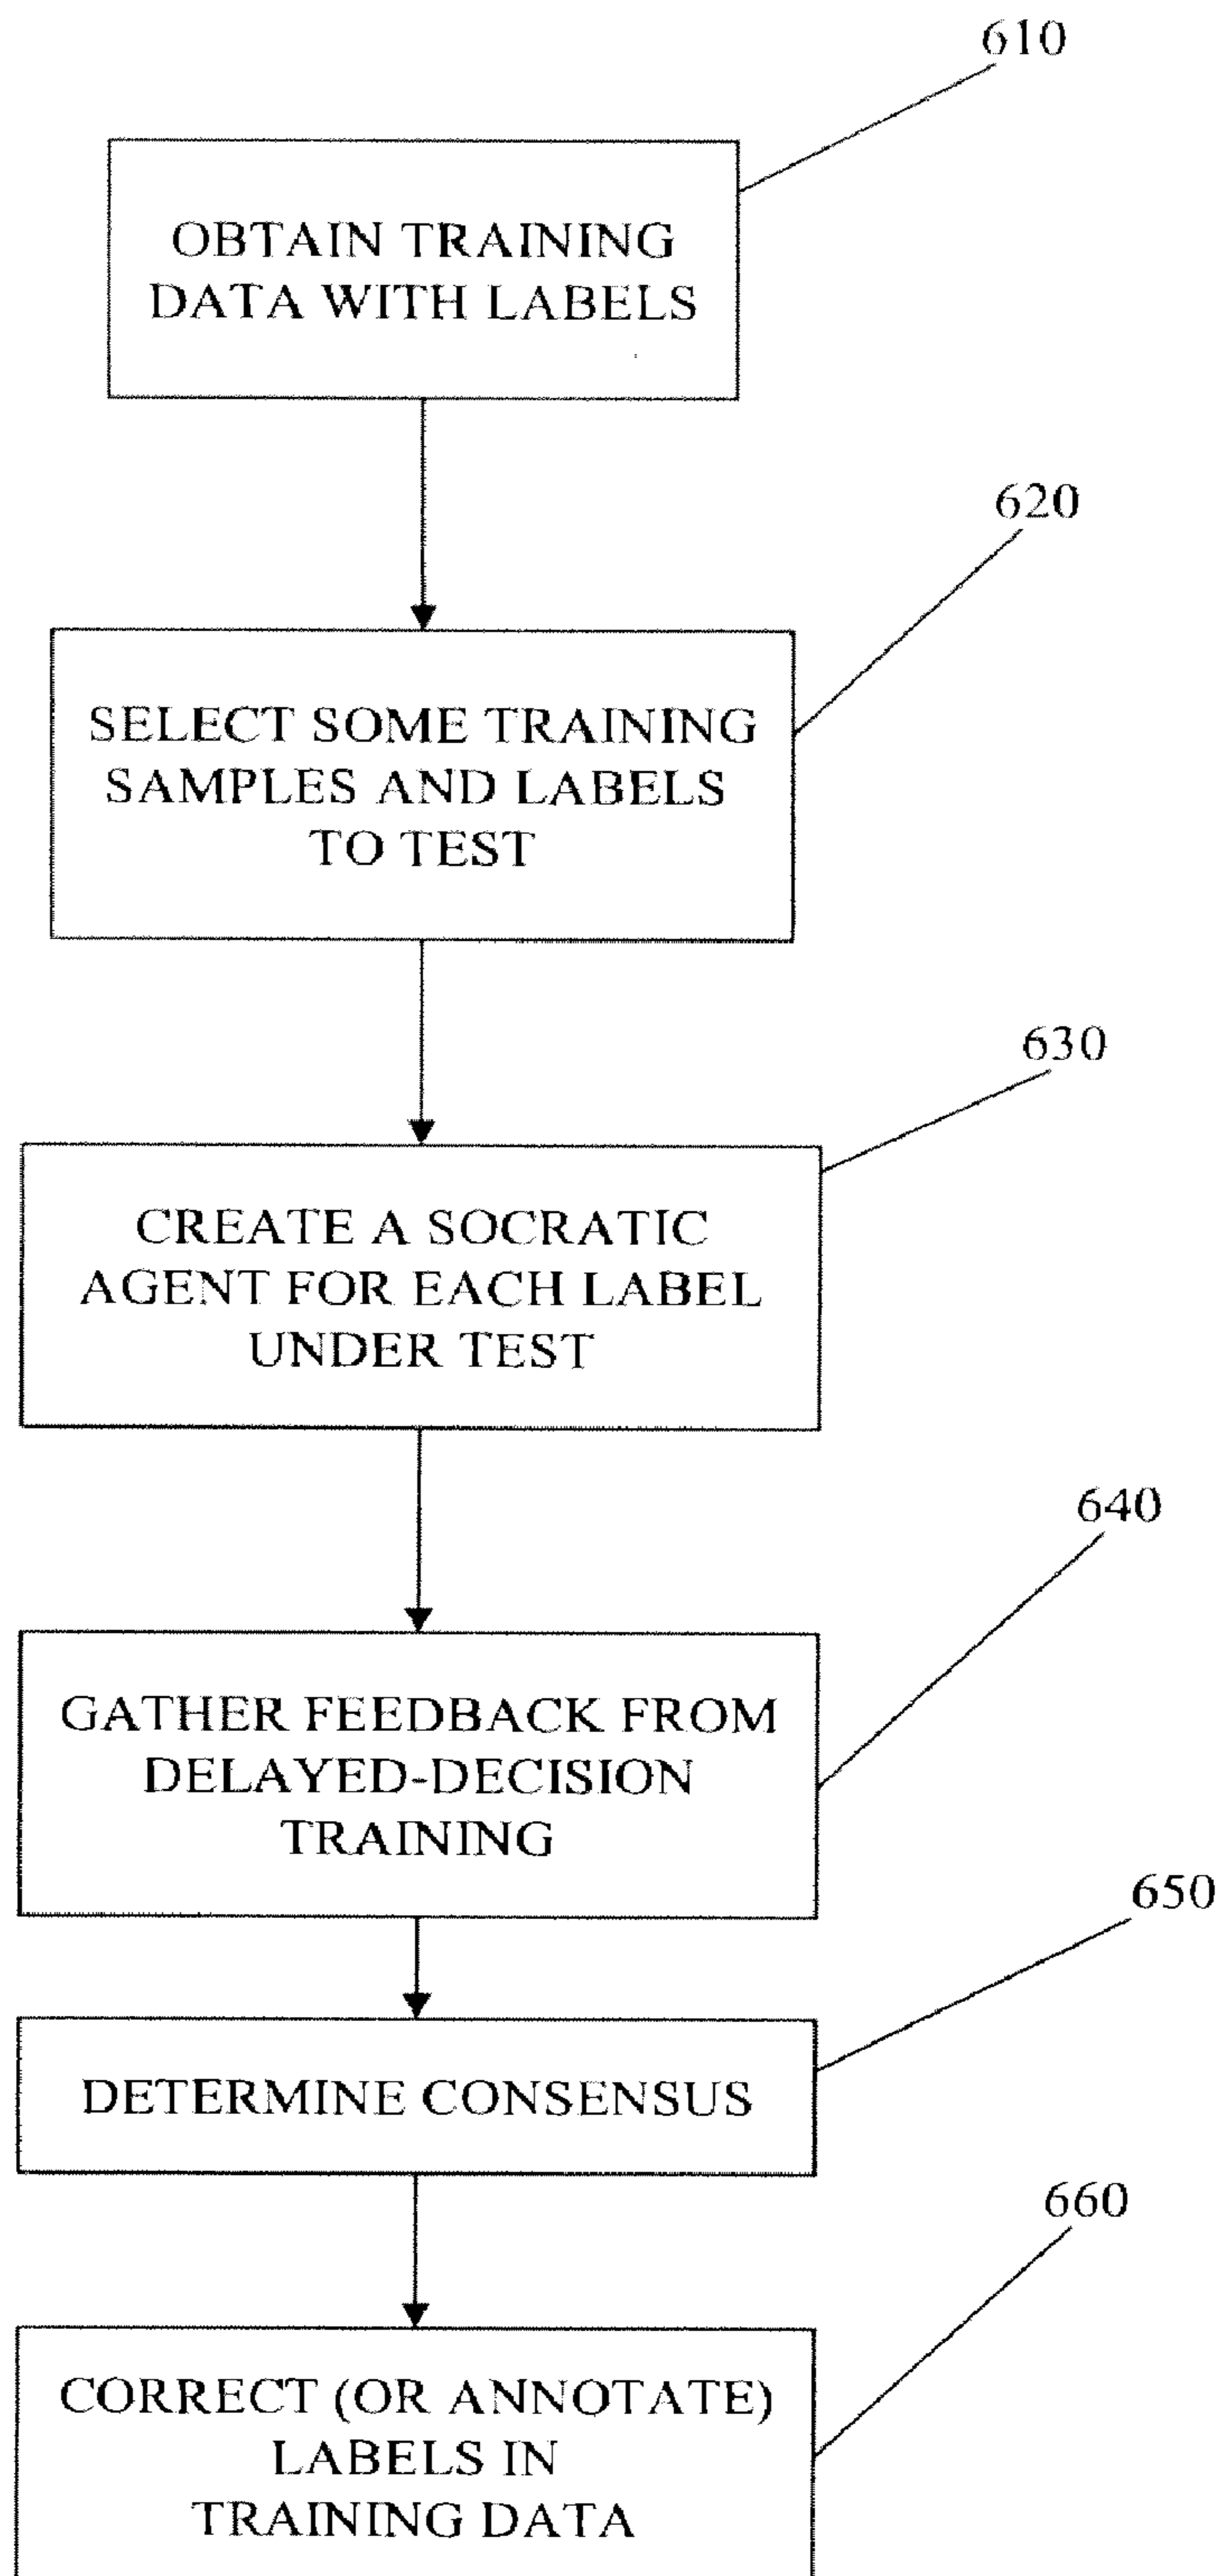 610
OBTAIN TRAINING
DATA WITH LABELS
620
SELECT SOME TRAINING
SAMPLES AND LABELS
TO TEST
630
CREATE A SOCRATIC
AGENT FOR EACH LABEL
UNDER TEST
640
GATHER FEEDBACK FROM
DELAYED-DECISION
TRAINING
650
DETERMINE CONSENSUS
660
CORRECT (OR ANNOTATE)
LABELS IN
TRAINING DATA